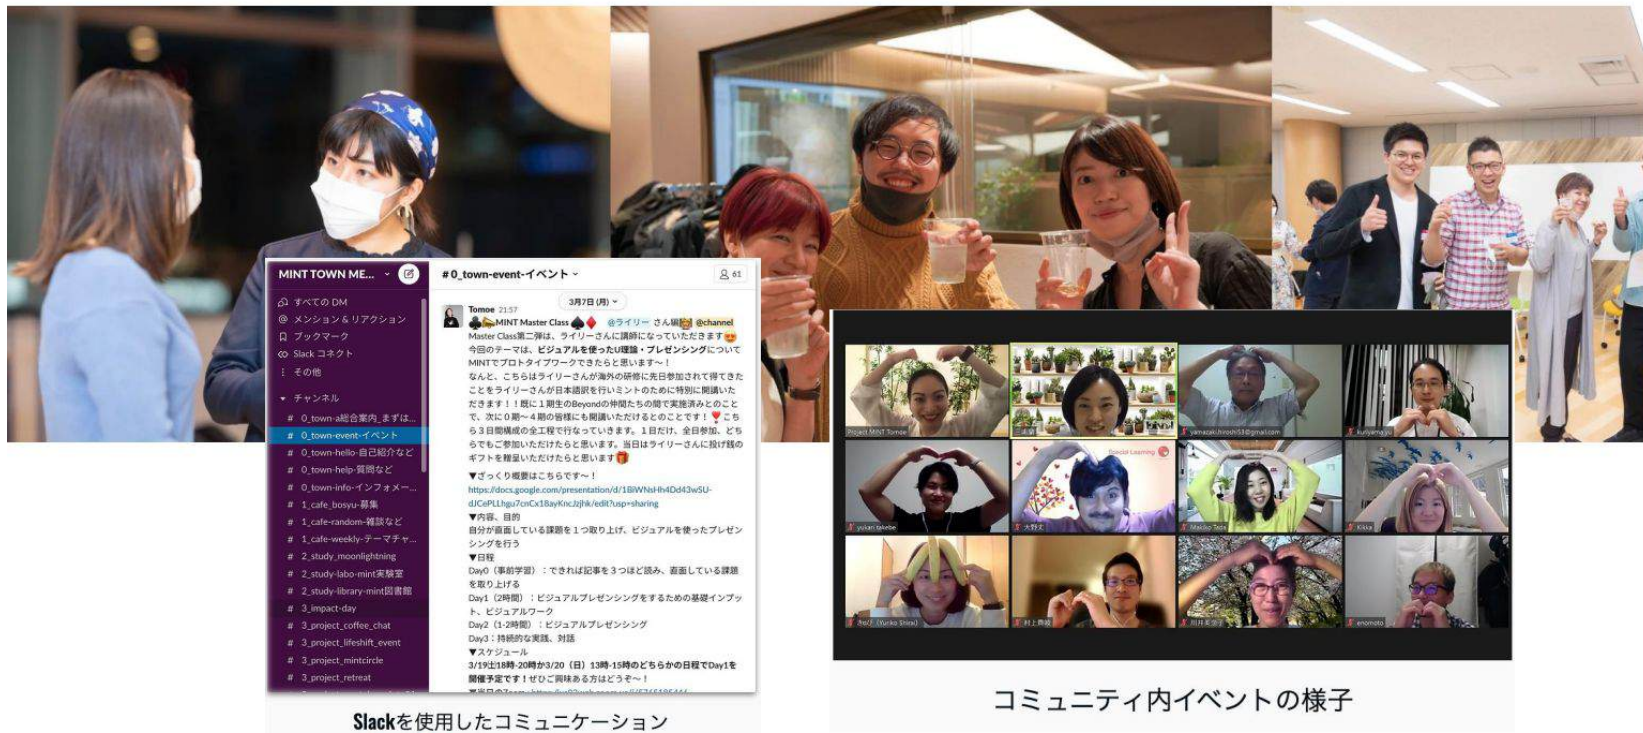 MINT TOWN ME...
すべての DM
メンション & リアクション
ブックマーク
Slack コネクト
その他
チャンネル
# 0_town-a総合案内_まずは...
# 0_town-event-イベント
# 0_town-hello-自己紹介など
# 0_town-help-質問など
# 0_town-info-インフォメー...
# 1_cafe_bosyu-募集
# 1_cafe-random-雑談など
# 1_cafe-weekly-テーマチャ...
# 2_study_moonlightning
# 2_study-labo-mint実験室
# 2_study-library-mint図書館
# 3_impact-day
# 3_project_coffee_chat
# 3_project_lifeshift_event
# 3_project_mintcircle
# 3_project_retreat
# 0_town-event-イベント
61
3月7日 (月)
Tomoe 21:57
MINT Master Class @ライリー さん編 @channel
Master Class第二弾は、ライリーさんに講師になっていただきます
今回のテーマは、ビジュアルを使ったU理論・プレゼンシングについて
MINTでプロトタイプワークできたらと思います〜！
なんと、こちらはライリーさんが海外の研修に先日参加されて得てきた
ことをライリーさんが日本語訳を行いミントのために特別に開講いた
だきます！！既に１期生のBeyondの仲間たちの間で実施済みとのこと
で、次に０期〜４期の皆様にも開講いただけるとのことです！❣️こち
ら３日間構成の全工程で行なっていきます。１日だけ、全日参加、どち
らでもご参加いただけたらと思います。当日はライリーさんに投げ銭の
ギフトを贈呈いただけたらと思います
▼ざっくり概要はこちらです〜！
▼内容、目的
自分が直面している課題を１つ取り上げ、ビジュアルを使ったプレゼン
シングを行う
▼日程
Day0（事前学習）：できれば記事を３つほど読み、直面している課題
を取り上げる
Day1（2時間）：ビジュアルプレゼンシングをするための基礎インプッ
ト、ビジュアルワーク
Day2（1-2時間）：ビジュアルプレゼンシング
Day3：持続的な実践、対話
▼スケジュール
3/19(土)18時-20時か3/20（日）13時-15時のどちらかの日程でDay1を
開催予定です！ぜひご興味ある方はどうぞ〜！
Slackを使用したコミュニケーション
Project MINT Tomoe
yamazaki.hiroshi53@gmail.com
kuriyama yu
Special Learning
yukari takebe
大野丈
Makiko Tada
Kikka
(Yuriko Shirai)
enomoto
コミュニティ内イベントの様子